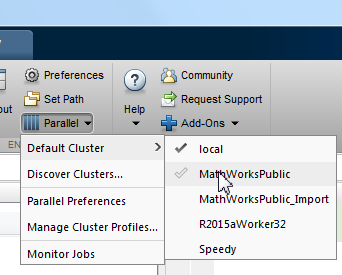 Preferences
Community
Set Path
Request Support
out
Parallel
Help
Add-Ons
EN
Default Cluster
local
Discover Clusters...
MathWorksPublic
Parallel Preferences
MathWorksPublic_Import
Manage Cluster Profiles...
R2015aWorker32
Monitor Jobs
Speedy